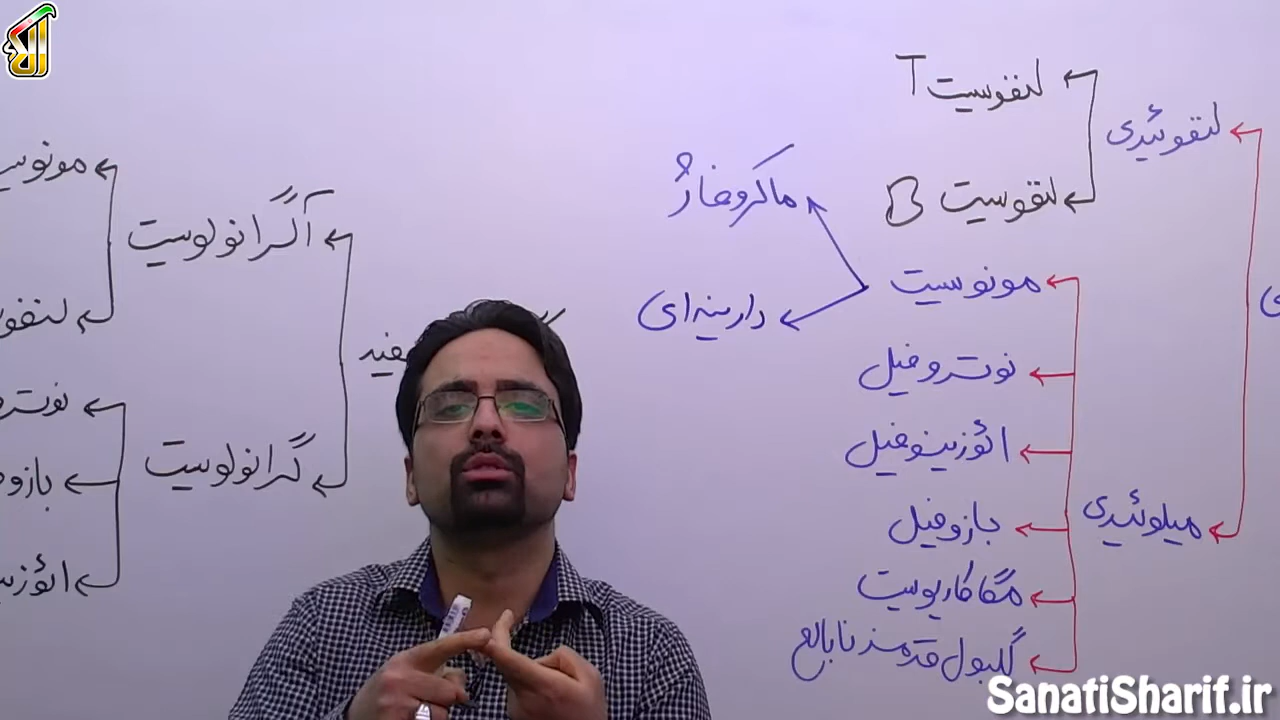 لنفوئیدی
لنفوسیت T
لنفوسیت B
میلوئیدی
مونوسیت
ماکروفاژ
دارینه‌ای
نوتروفیل
ائوزینوفیل
بازوفیل
مگاکاریوسیت
گلبول قرمز نابالغ
آگرانولوسیت
گرانولوسیت
SanatiSharif.ir